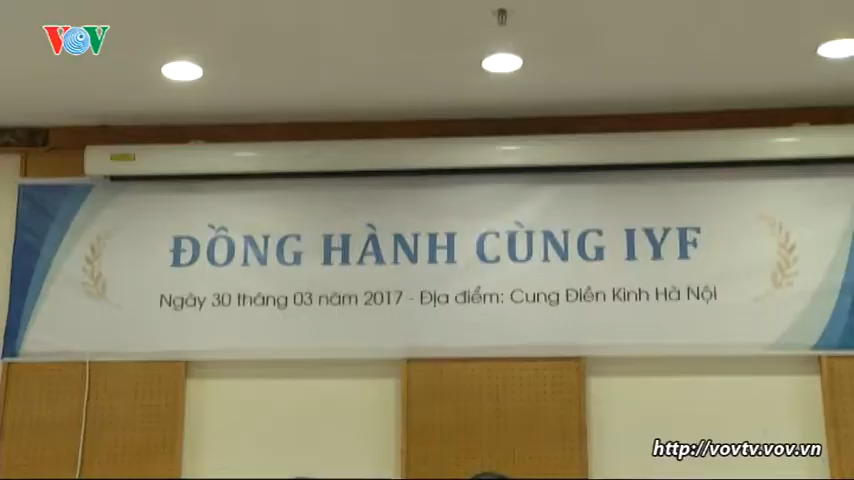 VOV
ĐỒNG HÀNH CÙNG IYF
Ngày 30 tháng 03 năm 2017 - Địa điểm: Cung Điền Kinh Hà Nội
http://vovtv.vov.vn